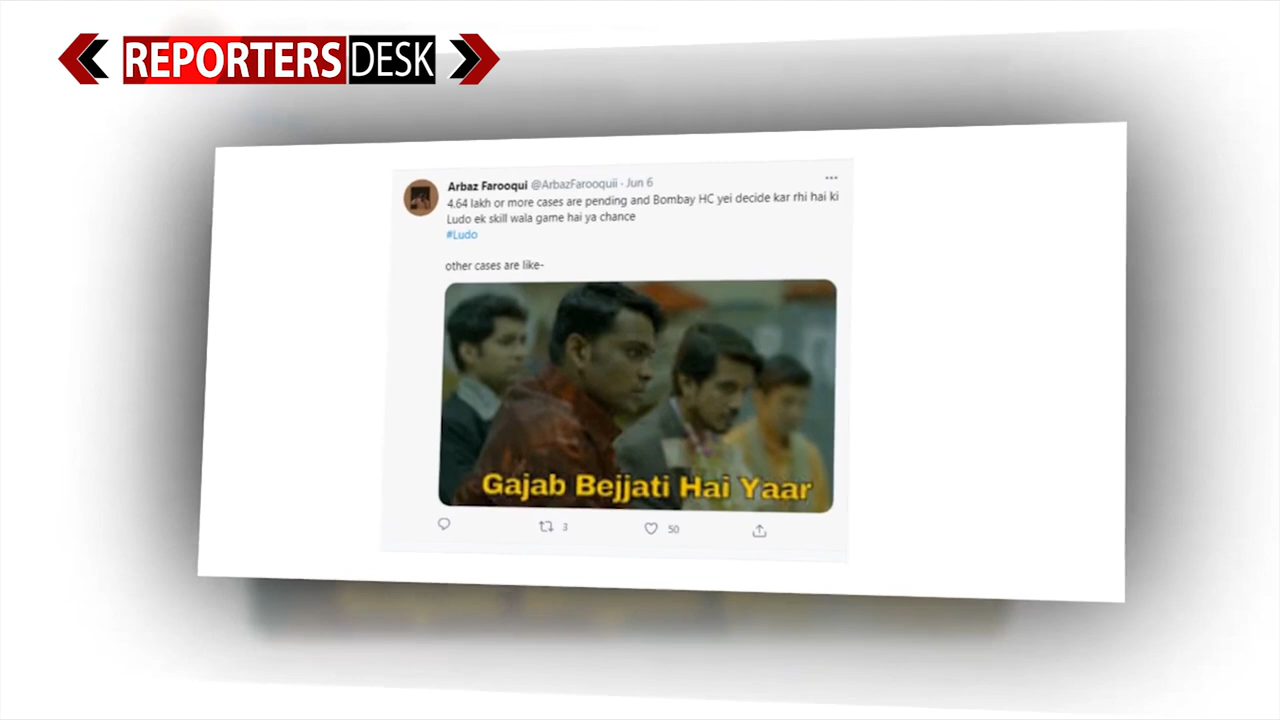 REPORTERS DESK
Arbaz Farooqui @ArbazFarooquii · Jun 6
4.64 lakh or more cases are pending and Bombay HC yei decide kar rhi hai ki
Ludo ek skill wala game hai ya chance
#Ludo
other cases are like-
Gajab Bejjati Hai Yaar
3 50